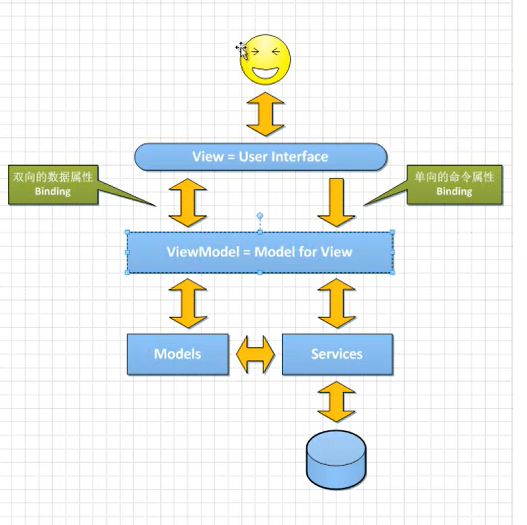 View = User Interface
双向的数据属性
Binding
单向的命令属性
Binding
ViewModel = Model for View
Models
Services